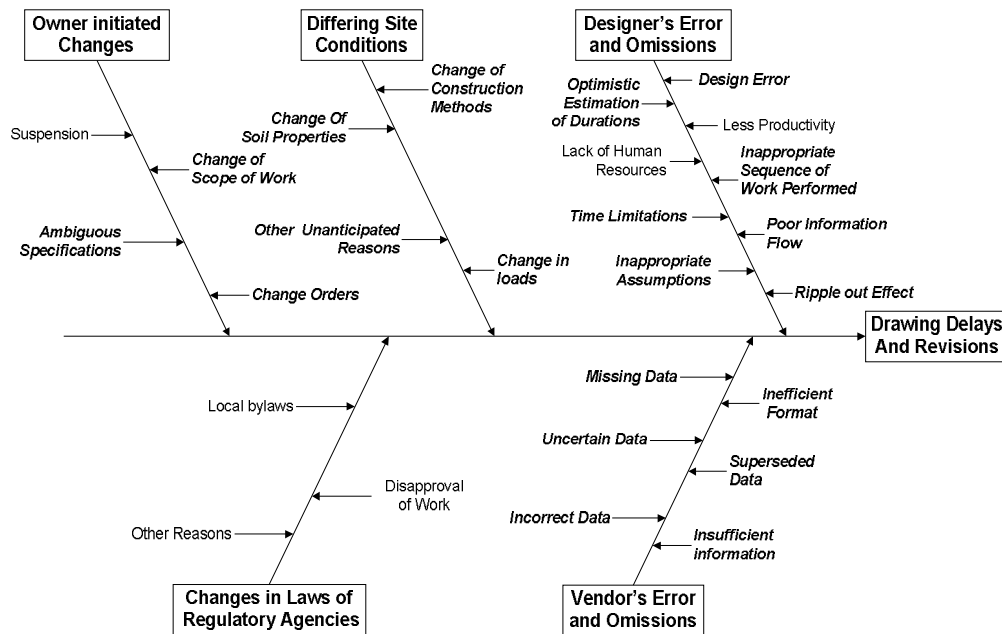 Owner initiated
Changes
Differing Site
Conditions
Designer's Error
and Omissions
Suspension
Change of
Scope of Work
Ambiguous
Specifications
Change Orders
Change of
Construction
Methods
Change Of
Soil Properties
Other Unanticipated
Reasons
Change in
loads
Design Error
Optimistic
Estimation
of Durations
Less Productivity
Lack of Human
Resources
Inappropriate
Sequence of
Work Performed
Time Limitations
Poor Information
Flow
Inappropriate
Assumptions
Ripple out Effect
Drawing Delays
And Revisions
Local bylaws
Disapproval
of Work
Other Reasons
Changes in Laws of
Regulatory Agencies
Missing Data
Inefficient
Format
Uncertain Data
Superseded
Data
Incorrect Data
Insufficient
information
Vendor's Error
and Omissions